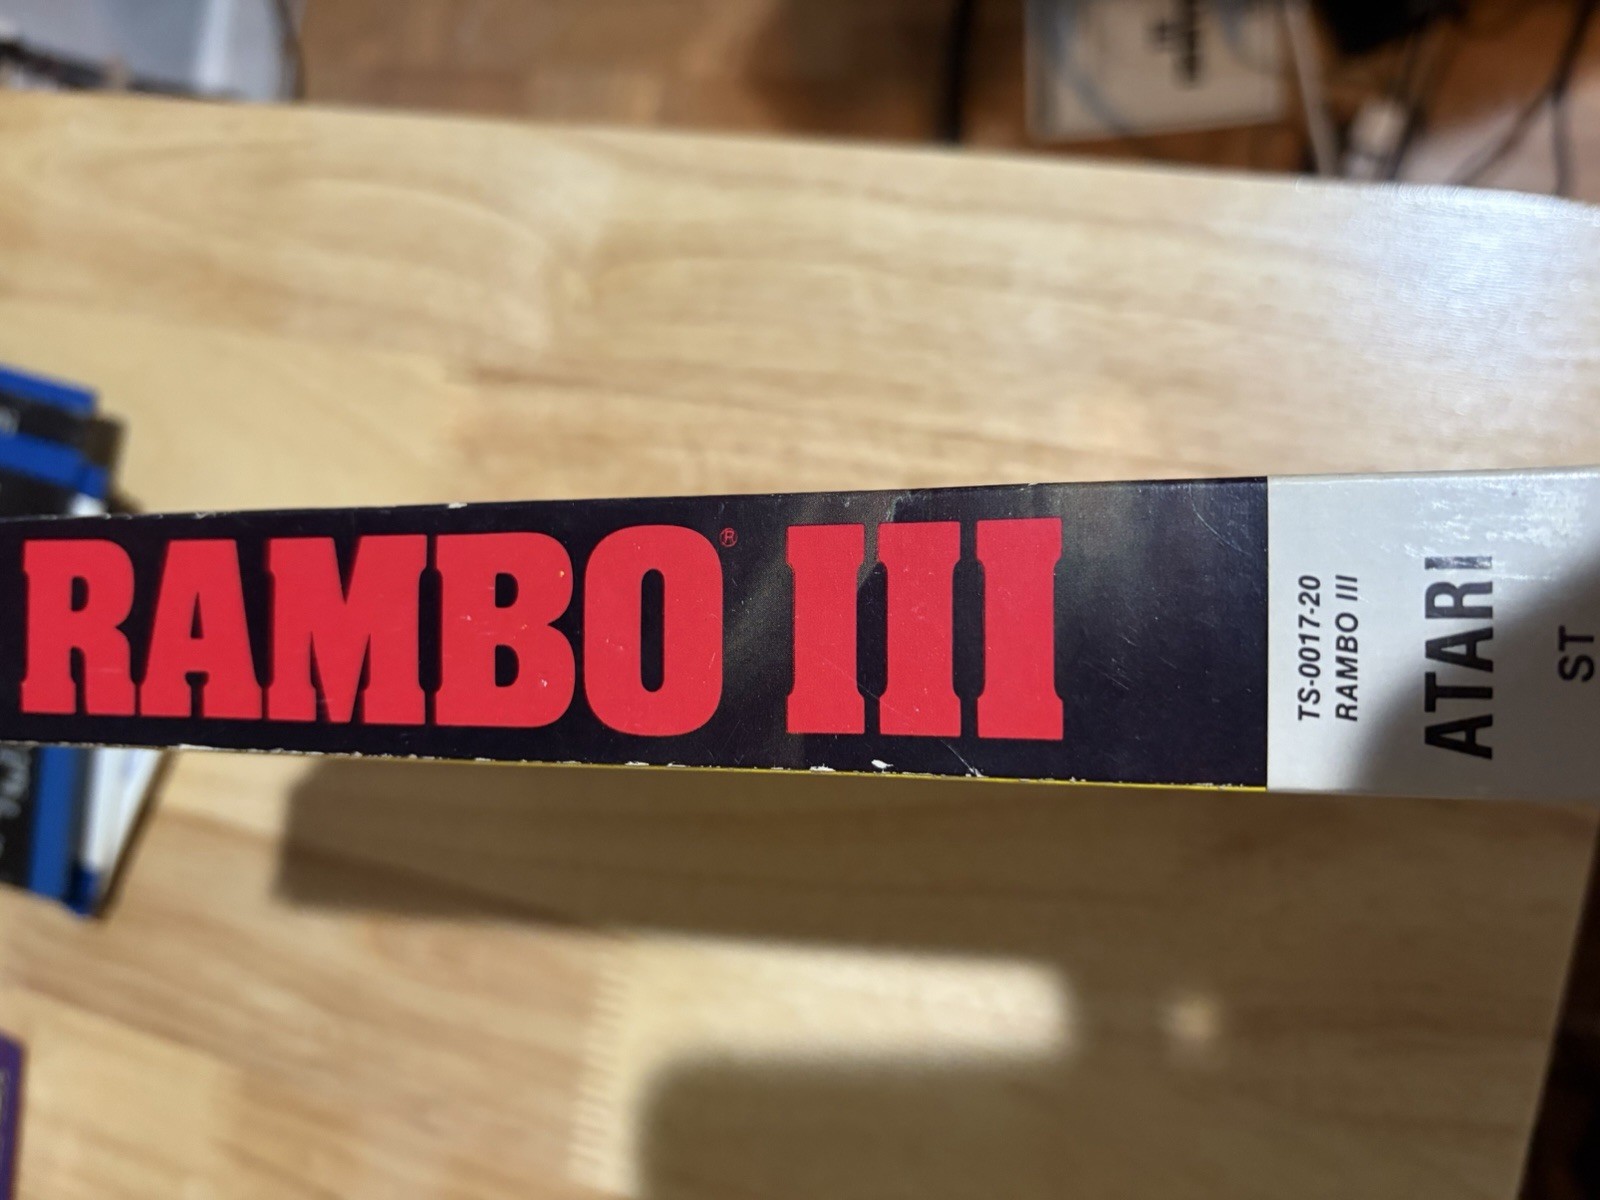 RAMBO® III
TS-0017-20
RAMBO III
ATARI
ST